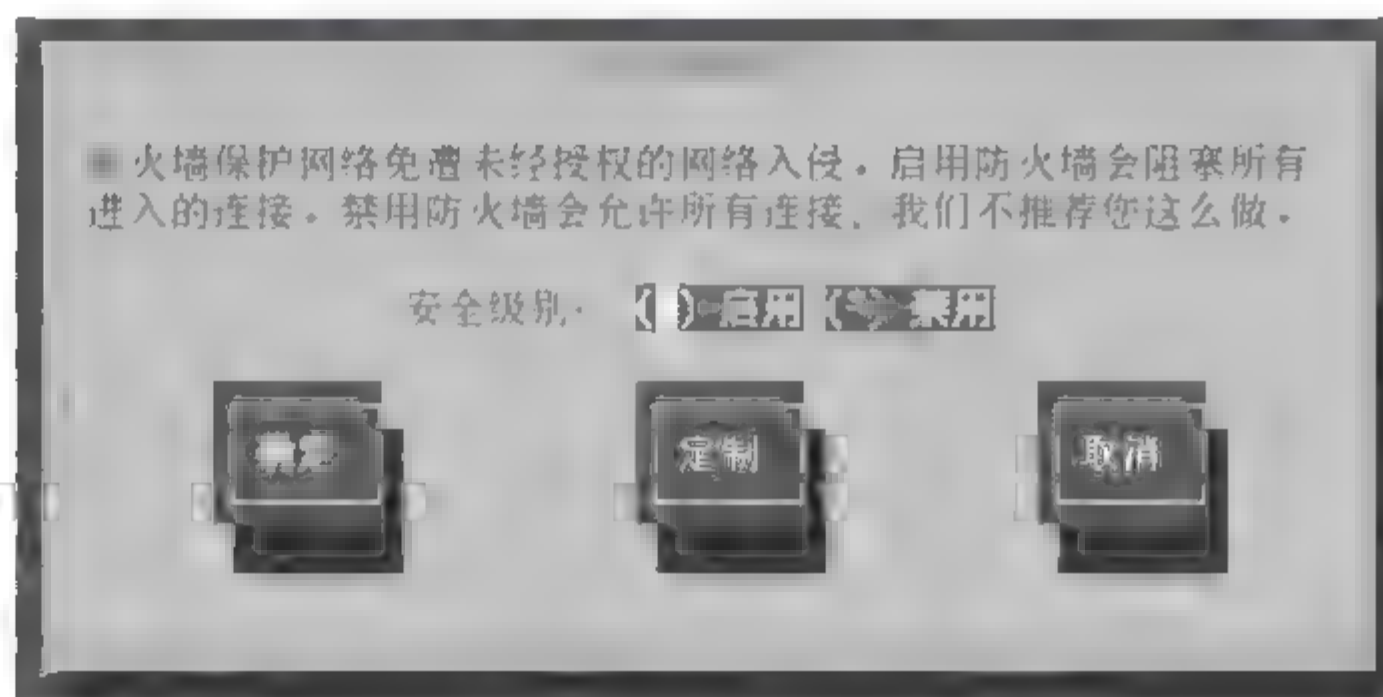 火墙保护网络免遭未经授权的网络入侵。启用防火墙会阻塞所有
进入的连接。禁用防火墙会允许所有连接，我们不推荐您这么做。
安全级别： ( ) 启用 ( ) 禁用
定制 取消